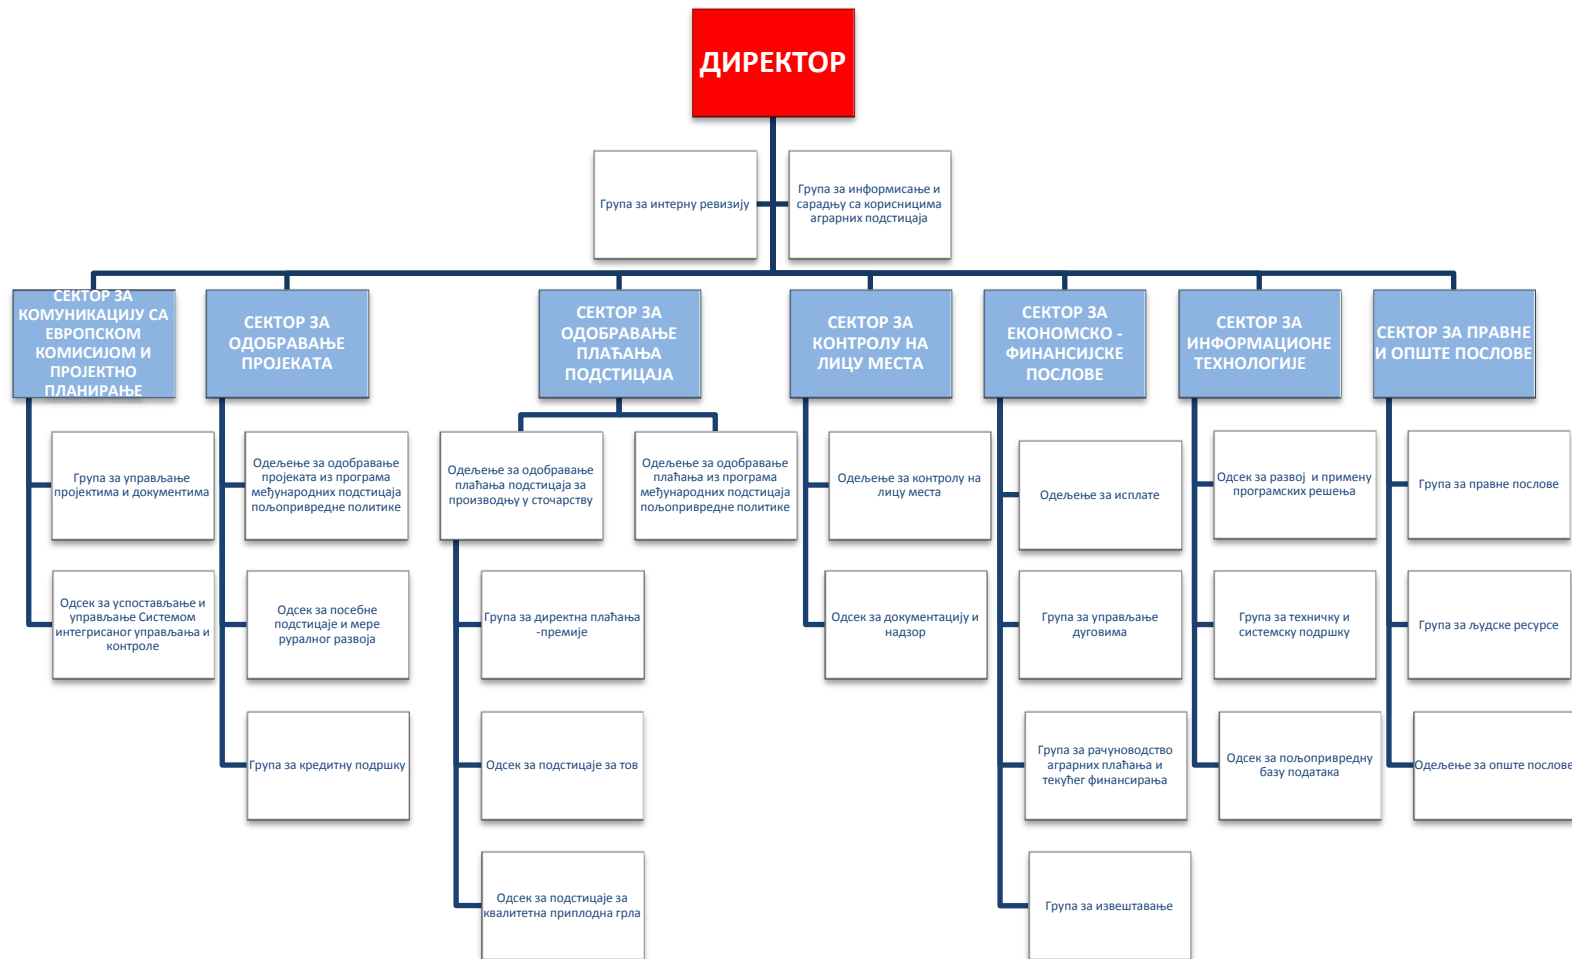 ДИРЕКТОР
Група за интерну ревизију
Група за информисање и
сарадњу са корисницима
аграрних подстицаја
СЕКТОР ЗА
КОМУНИКАЦИЈУ СА
ЕВРОПСКОМ
КОМИСИЈОМ И
ПРОЈЕКТНО
ПЛАНИРАЊЕ
СЕКТОР ЗА
ОДОБРАВАЊЕ
ПРОЈЕКАТА
СЕКТОР ЗА
ОДОБРАВАЊЕ
ПЛАЋАЊА
ПОДСТИЦАЈА
СЕКТОР ЗА
КОНТРОЛУ НА
ЛИЦУ МЕСТА
СЕКТОР ЗА
ЕКОНОМСКО -
ФИНАНСИЈСКЕ
ПОСЛОВЕ
СЕКТОР ЗА
ИНФОРМАЦИОНЕ
ТЕХНОЛОГИЈЕ
СЕКТОР ЗА ПРАВНЕ
И ОПШТЕ ПОСЛОВЕ
Група за управљање
пројектима и документима
Одељење за одобравање
пројеката из програма
међународних подстицаја
пољопривредне политике
Одељење за одобравање
плаћања подстицаја за
производњу у сточарству
Одељење за одобравање
плаћања из програма
међународних подстицаја
пољопривредне политике
Одељење за контролу на
лицу места
Одељење за исплате
Одсек за развој и примену
програмских решења
Група за правне послове
Одсек за успостављање и
управљање Системом
интегрисаног управљања и
контроле
Одсек за посебне
подстицаје и мере
руралног развоја
Група за директна плаћања
-премије
Одсек за документацију и
надзор
Група за управљање
дуговима
Група за техничку и
системску подршку
Група за људске ресурсе
Група за кредитну подршку
Одсек за подстицаје за тов
Група за рачуноводство
аграрних плаћања и
текућег финансирања
Одсек за пољопривредну
базу података
Одељење за опште послове
Одсек за подстицаје за
квалитетна приплодна грла
Група за извештавање